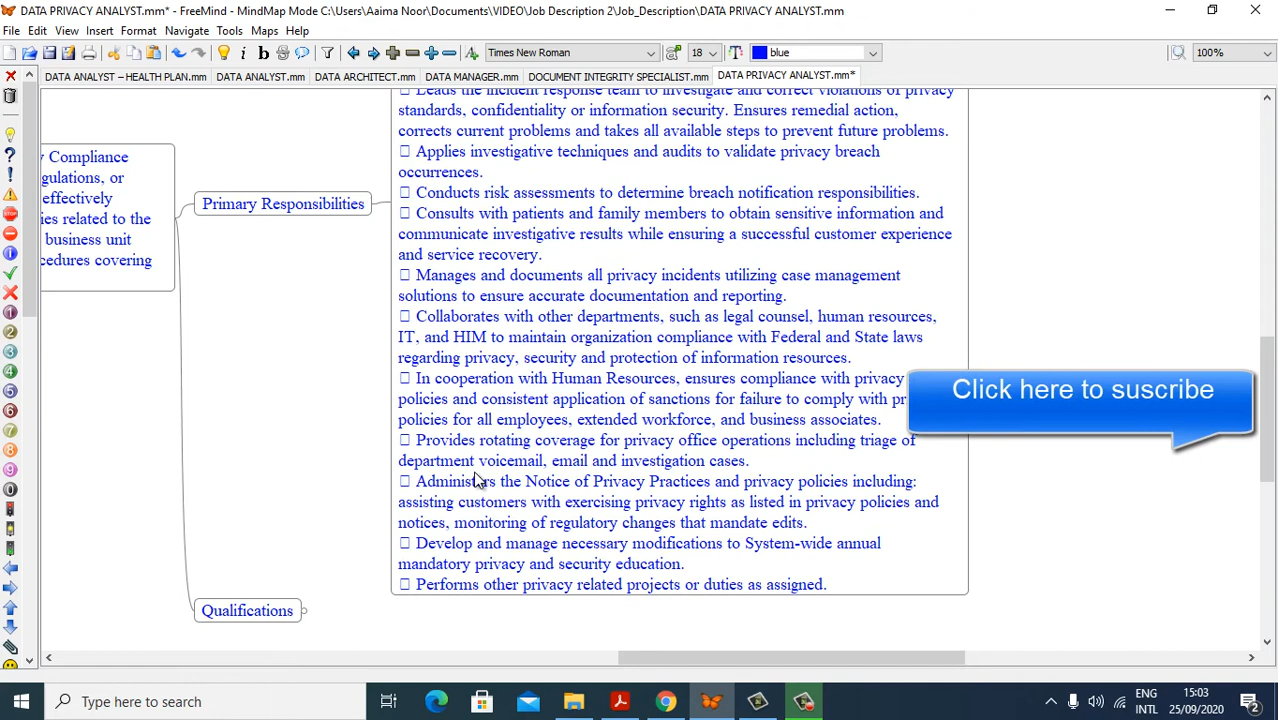 DATA PRIVACY ANALYST.mm* - FreeMind - MindMap Mode C:\Users\Aaima Noor\Documents\VIDEO\Job Description 2\Job_Description\DATA PRIVACY ANALYST.mm
File Edit View Insert Format Navigate Tools Maps Help
Times New Roman 18 blue 100%
DATA ANALYST – HEALTH PLAN.mm DATA ANALYST.mm DATA ARCHITECT.mm DATA MANAGER.mm DOCUMENT INTEGRITY SPECIALIST.mm DATA PRIVACY ANALYST.mm*
y Compliance
gulations, or
effectively
ies related to the
business unit
cedures covering
Primary Responsibilities
Leads the incident response team to investigate and correct violations of privacy
standards, confidentiality or information security. Ensures remedial action,
corrects current problems and takes all available steps to prevent future problems.
Applies investigative techniques and audits to validate privacy breach
occurrences.
Conducts risk assessments to determine breach notification responsibilities.
Consults with patients and family members to obtain sensitive information and
communicate investigative results while ensuring a successful customer experience
and service recovery.
Manages and documents all privacy incidents utilizing case management
solutions to ensure accurate documentation and reporting.
Collaborates with other departments, such as legal counsel, human resources,
IT, and HIM to maintain organization compliance with Federal and State laws
regarding privacy, security and protection of information resources.
In cooperation with Human Resources, ensures compliance with privacy
policies and consistent application of sanctions for failure to comply with pr
policies for all employees, extended workforce, and business associates.
Provides rotating coverage for privacy office operations including triage of
department voicemail, email and investigation cases.
Administers the Notice of Privacy Practices and privacy policies including:
assisting customers with exercising privacy rights as listed in privacy policies and
notices, monitoring of regulatory changes that mandate edits.
Develop and manage necessary modifications to System-wide annual
mandatory privacy and security education.
Performs other privacy related projects or duties as assigned.
Click here to suscribe
Qualifications
Type here to search
ENG
INTL
15:03
25/09/2020
2